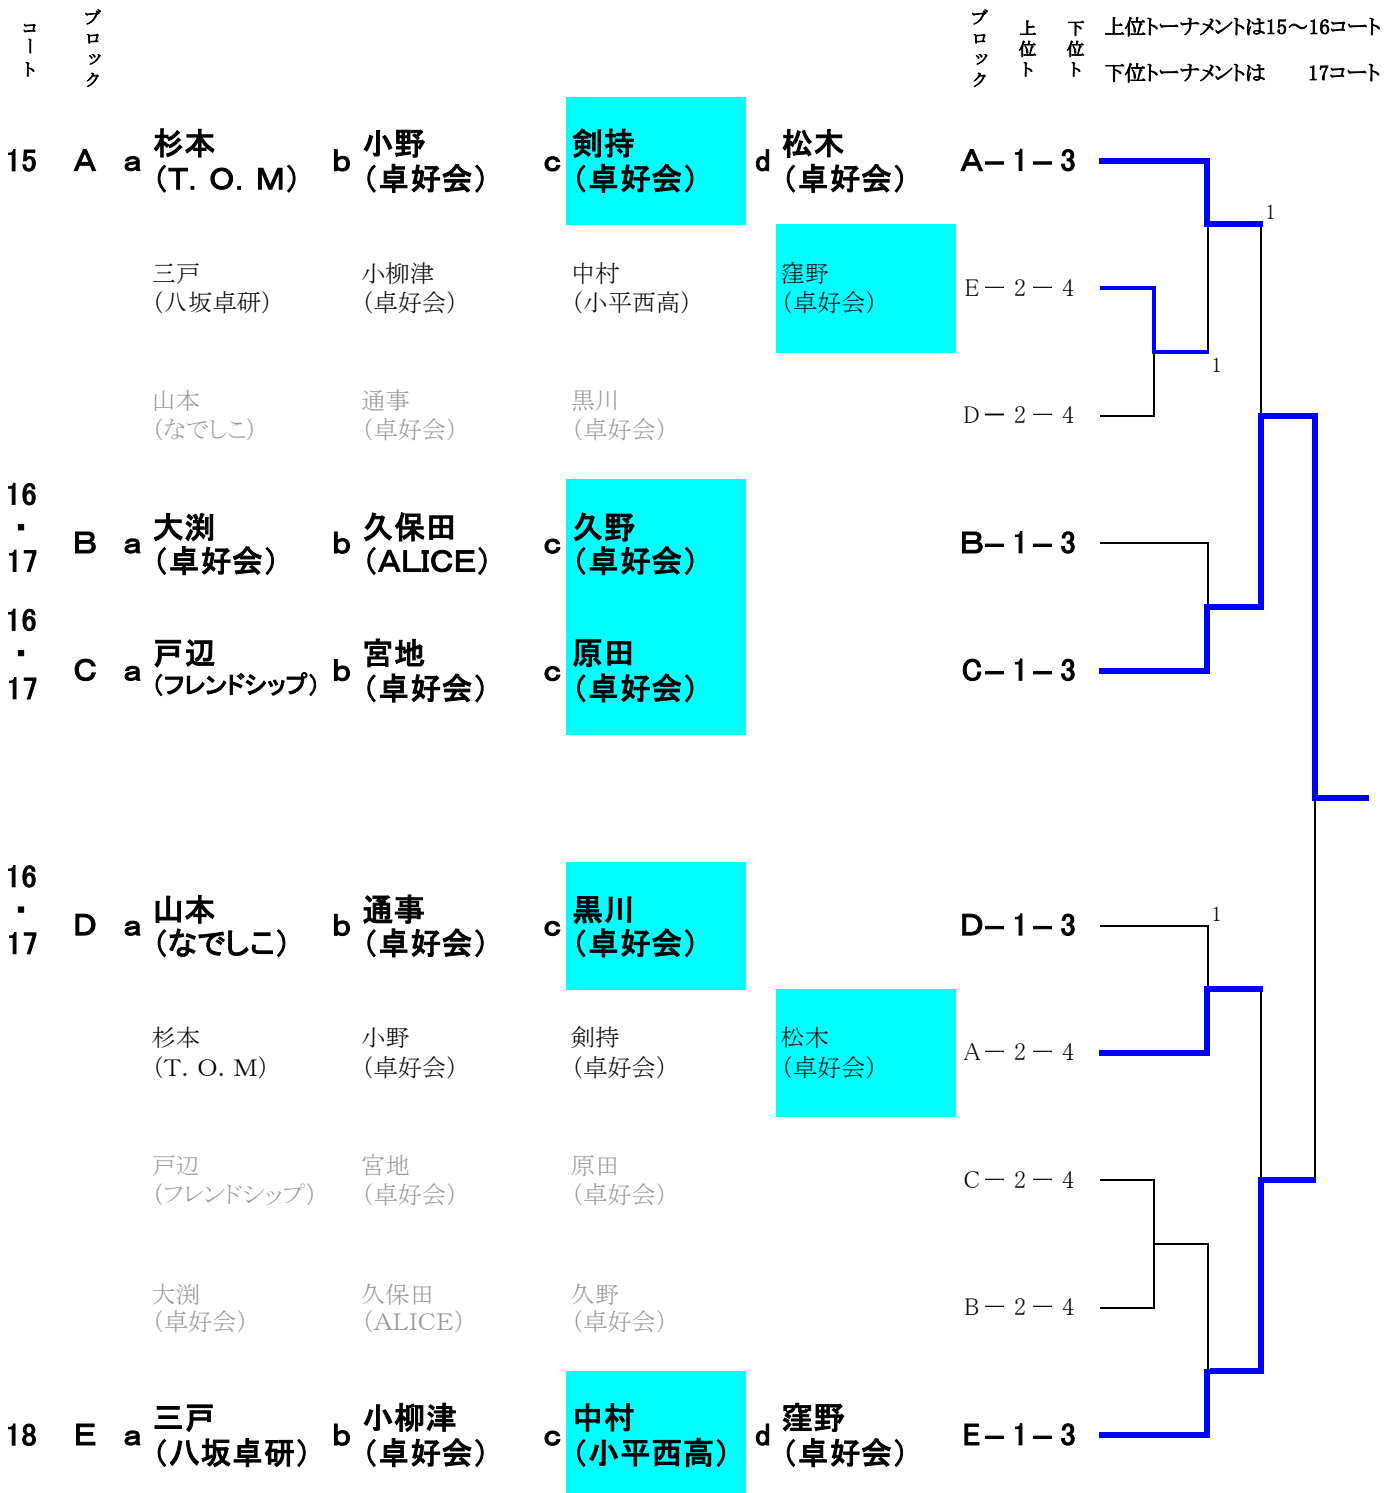 コート ブロック ブロック 上位ト 下位ト 上位トーナメントは15～16コート
下位トーナメントは 17コート
15 A a 杉本 b 小野 c 剣持 d 松木 A－1－3
(T. O. M) (卓好会) (卓好会) (卓好会)
1
三戸 小柳津 中村 窪野 E－2－4
(八坂卓研) (卓好会) (小平西高) (卓好会)
1
山本 通事 黒川 D－2－4
(なでしこ) (卓好会) (卓好会)
16・17 B a 大渕 b 久保田 c 久野 B－1－3
(卓好会) (ALICE) (卓好会)
16・17 C a 戸辺 b 宮地 c 原田 C－1－3
(フレンドシップ) (卓好会) (卓好会)
16・17 D a 山本 b 通事 c 黒川 D－1－3 1
(なでしこ) (卓好会) (卓好会)
杉本 小野 剣持 松木 A－2－4
(T. O. M) (卓好会) (卓好会) (卓好会)
戸辺 宮地 原田 C－2－4
(フレンドシップ) (卓好会) (卓好会)
大渕 久保田 久野 B－2－4
(卓好会) (ALICE) (卓好会)
18 E a 三戸 b 小柳津 c 中村 d 窪野 E－1－3
(八坂卓研) (卓好会) (小平西高) (卓好会)